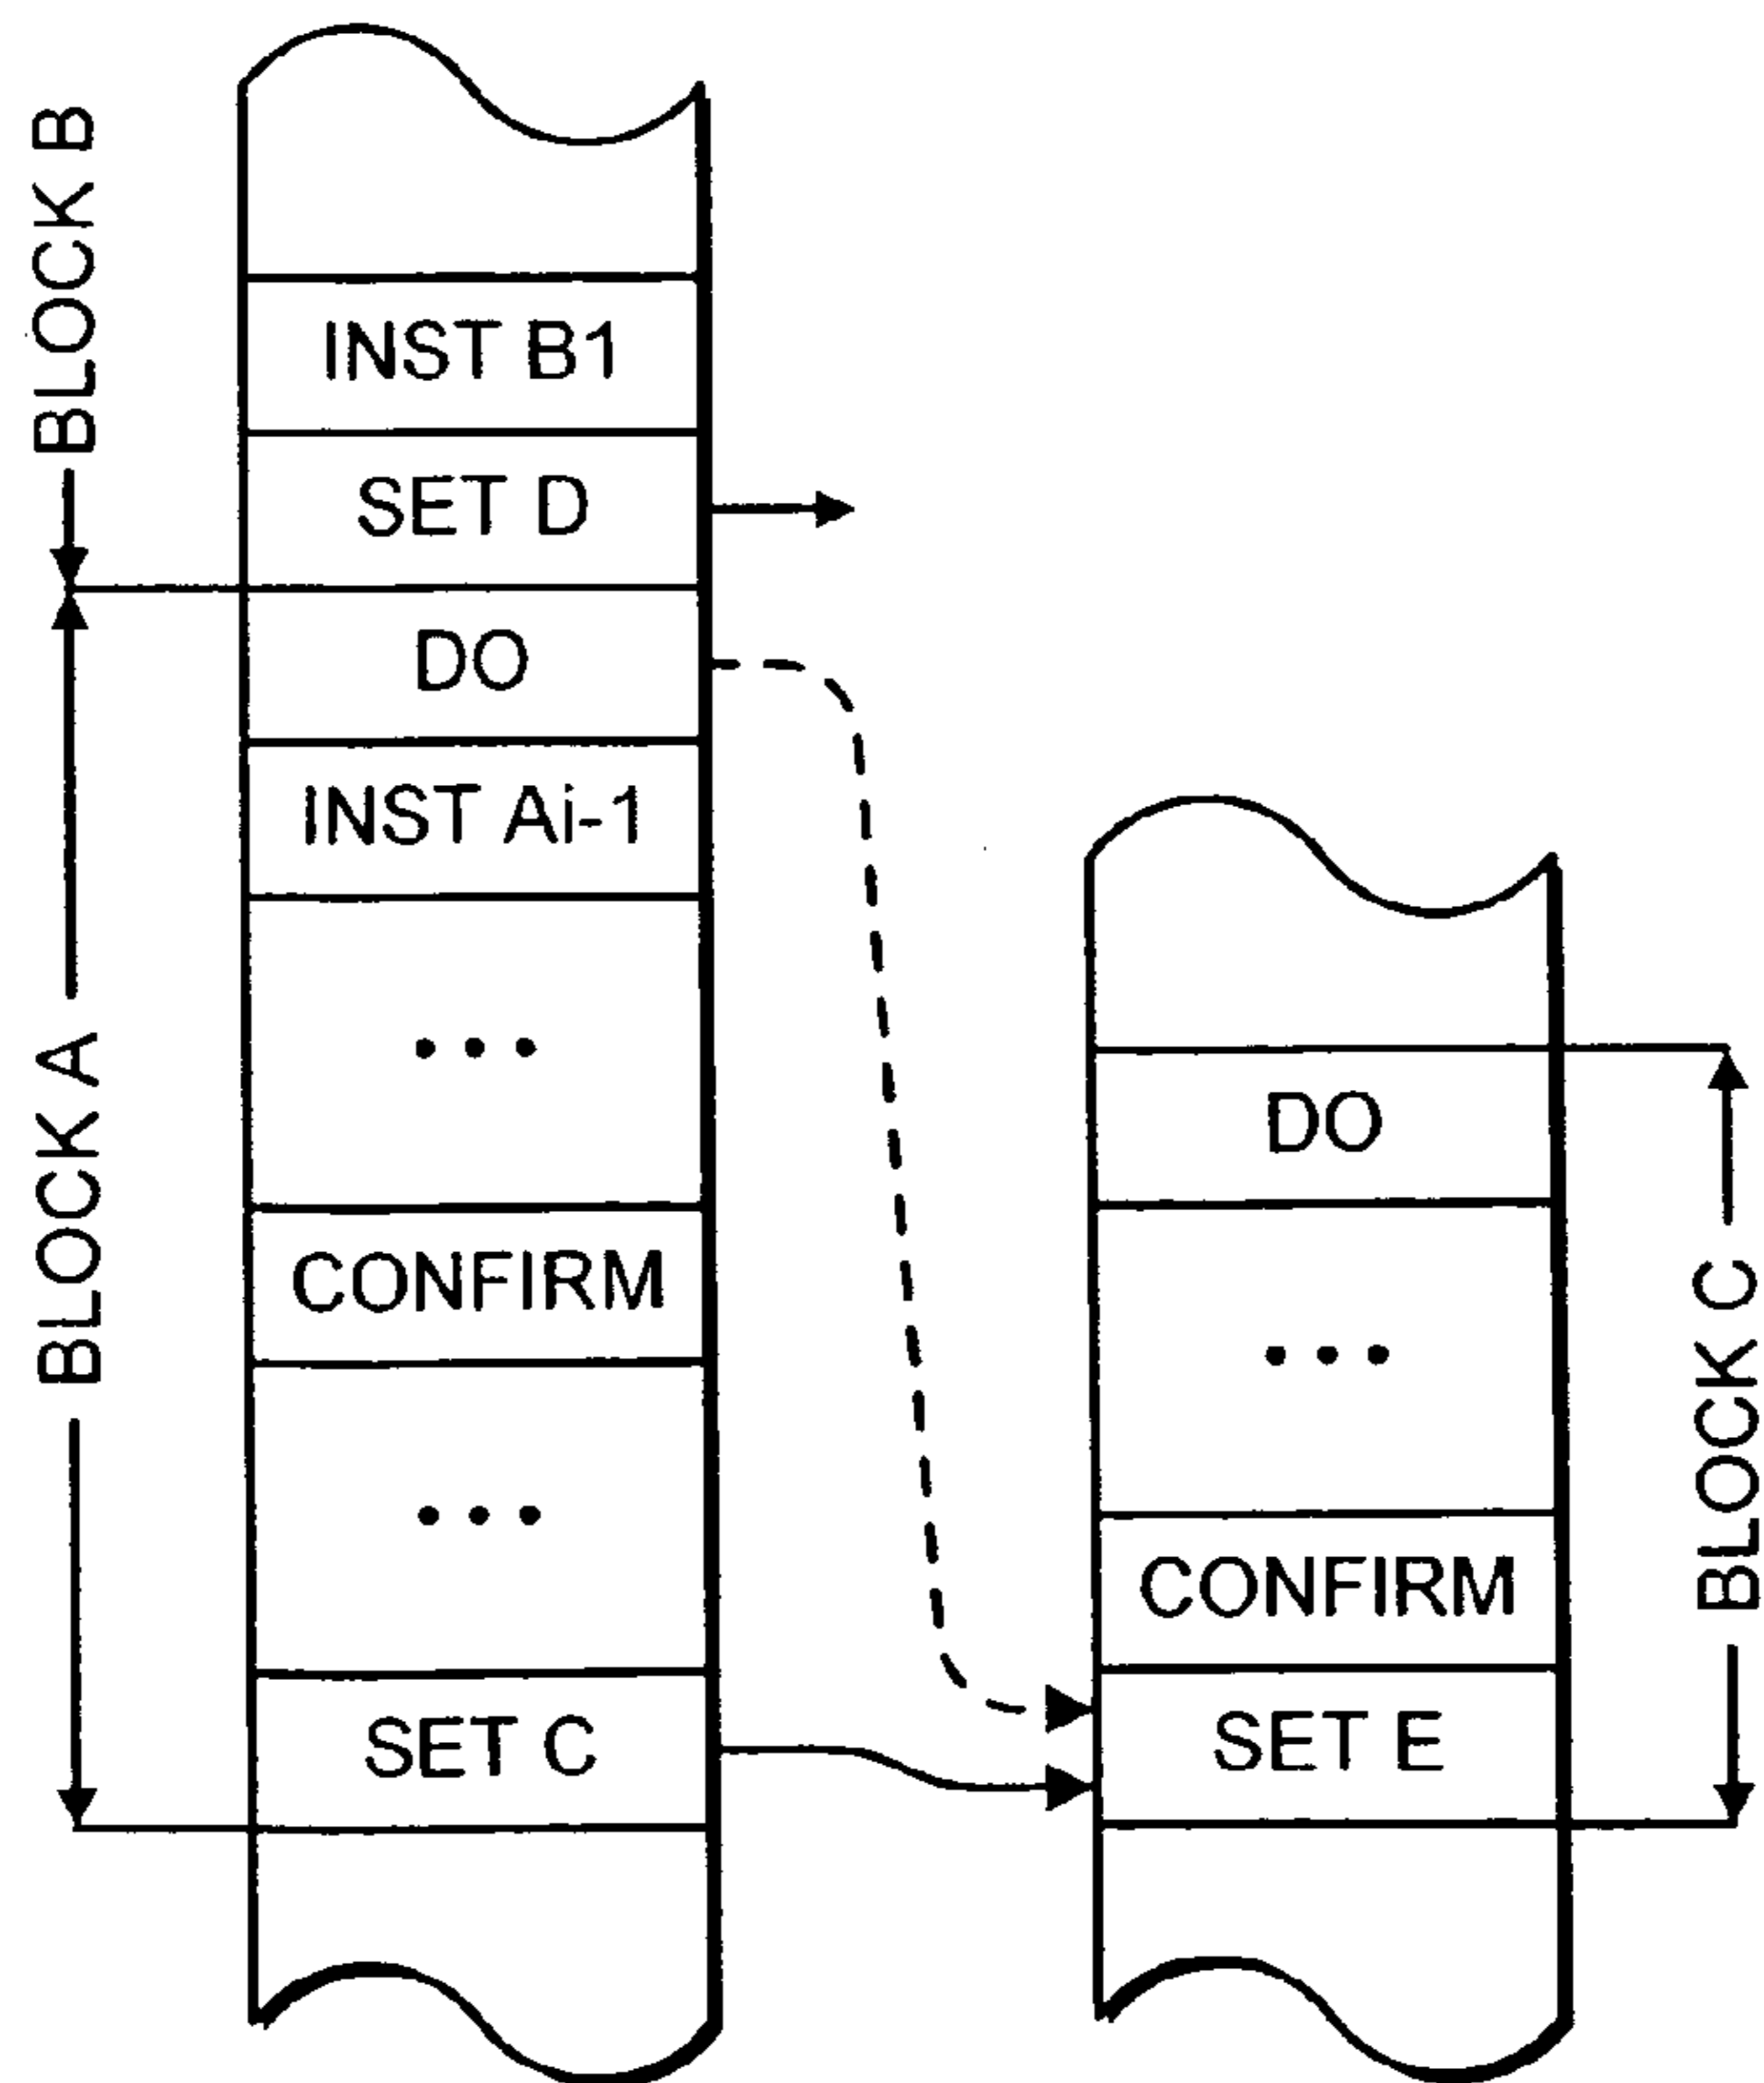 BLOCK B
INST B1
SET D
DO
INST Ai-1
• • •
CONFIRM
• • •
SET C
BLOCK A
DO
• • •
CONFIRM
SET E
BLOCK C